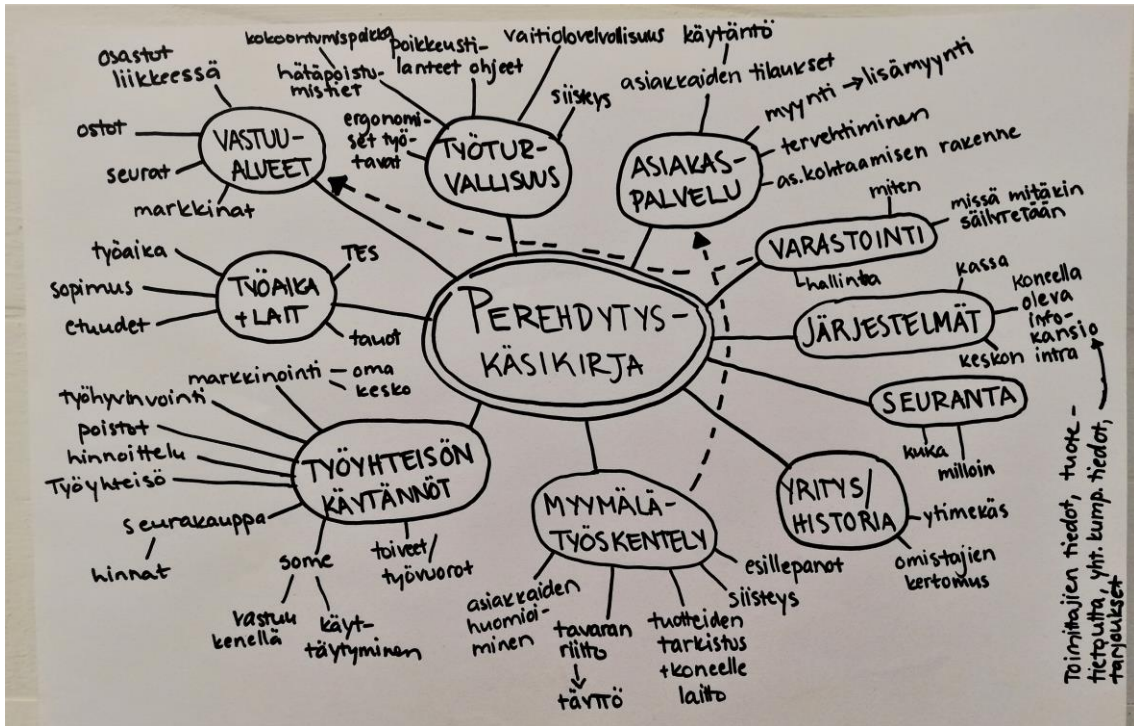 PEREHDYTYS-
KÄSIKIRJA
VASTUU-
ALUEET
osastot
liikkeessä
ostot
seurat
markkinat
TYÖTUR-
VALLISUUS
kokoontumispaikka
hätäpoistu-
mistiet
poikkeusti-
lanteet ohjeet
vaitiolovelvollisuus
siisteys
ergonomi-
set työ-
tavat
ASIAKAS-
PALVELU
käytäntö
asiakkaiden tilaukset
myynti → lisämyynti
tervehtiminen
as.kohtaamisen rakenne
VARASTOINTI
miten
missä mitäkin
säilytetään
hallinta
JÄRJESTELMÄT
kassa
koneella
oleva
info-
kansio
keskon intra
Toimittajien tiedot, tuote-
tietoutta, yht. kump. tiedot,
tarjoukset
SEURANTA
kuka
milloin
YRITYS/
HISTORIA
ytimekäs
omistajien
kertomus
MYYMÄLÄ-
TYÖSKENTELY
esillepanot
siisteys
tuotteiden
tarkistus
+koneelle
laitto
tavaran
riitto
→
täyttö
asiakkaiden
huomioi-
minen
TYÖYHTEISÖN
KÄYTÄNNÖT
markkinointi - oma
- kesko
työhyvinvointi
poistot
hinnoittelu
Työyhteisö
seurakauppa
hinnat
some
vastuu
kenellä
käyt-
täytyminen
toiveet/
työvuorot
TYÖAIKA
+ LAIT
työaika
sopimus
etuudet
TES
tauot